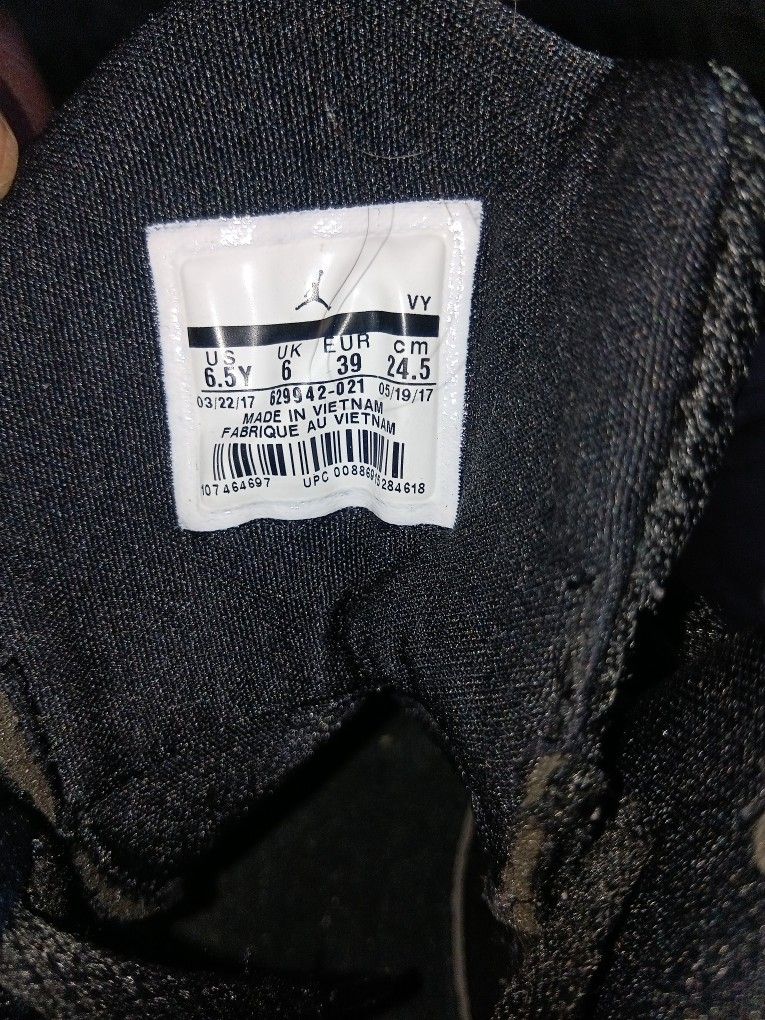 VY
US UK EUR cm
6.5Y 6 39 24.5
03/22/17 629942-021 05/19/17
MADE IN VIETNAM
FABRIQUE AU VIETNAM
107464697 UPC